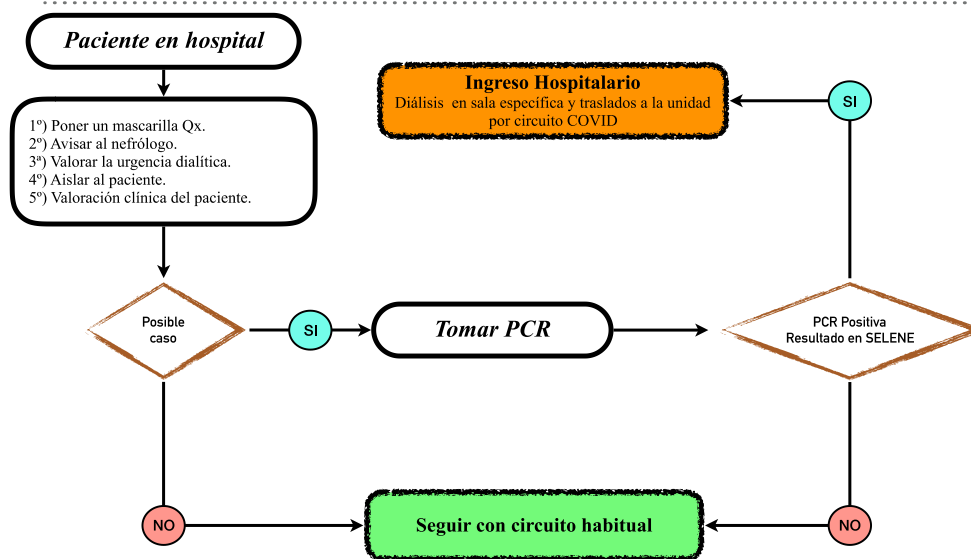 Paciente en hospital
1º) Poner un mascarilla Qx.
2º) Avisar al nefrólogo.
3ª) Valorar la urgencia dialítica.
4º) Aislar al paciente.
5º) Valoración clínica del paciente.
Ingreso Hospitalario
Diálisis en sala específica y traslados a la unidad
por circuito COVID
SI
Posible
caso
SI
Tomar PCR
PCR Positiva
Resultado en SELENE
NO
Seguir con circuito habitual
NO